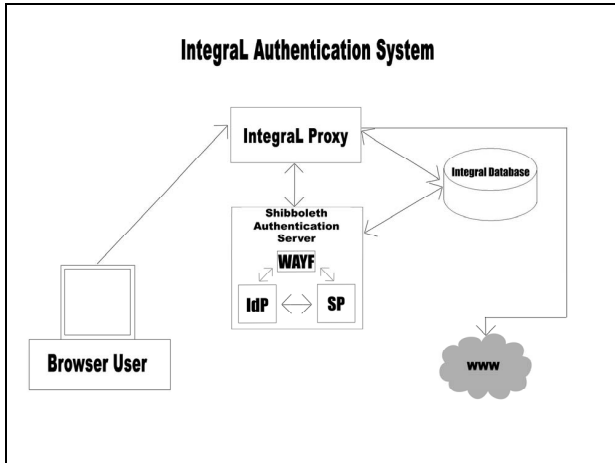 IntegraL Authentication System
IntegraL Proxy
Integral Database
Shibboleth
Authentication
Server
WAYF
IdP
SP
Browser User
www